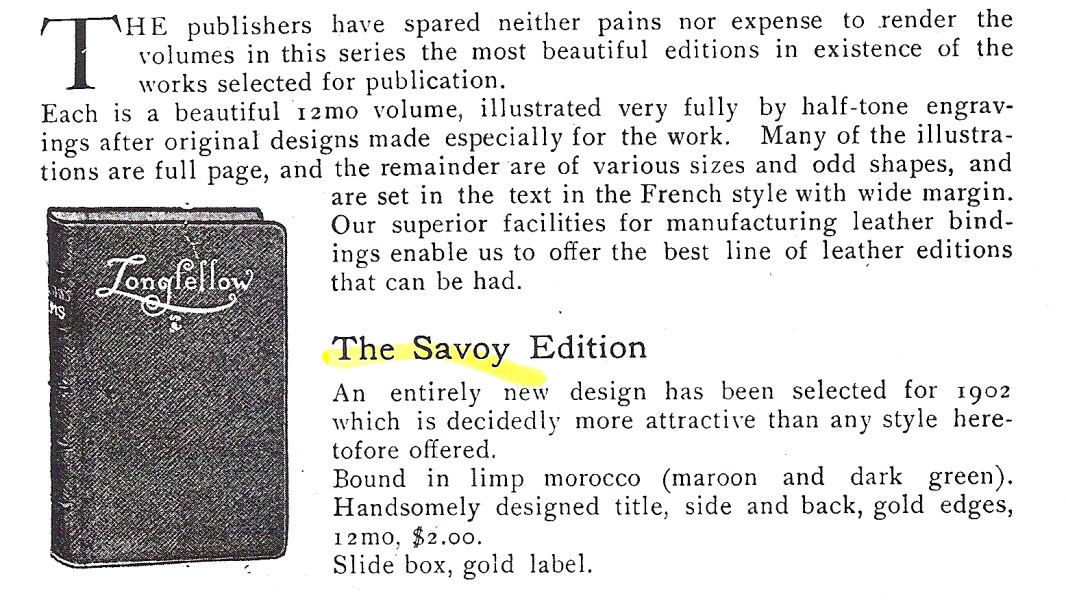 THE publishers have spared neither pains nor expense to render the
volumes in this series the most beautiful editions in existence of the
works selected for publication.
Each is a beautiful 12mo volume, illustrated very fully by half-tone engrav-
ings after original designs made especially for the work. Many of the illustra-
tions are full page, and the remainder are of various sizes and odd shapes, and
are set in the text in the French style with wide margin.
Our superior facilities for manufacturing leather bind-
ings enable us to offer the best line of leather editions
that can be had.
Longfellow
The Savoy Edition
An entirely new design has been selected for 1902
which is decidedly more attractive than any style here-
tofore offered.
Bound in limp morocco (maroon and dark green).
Handsomely designed title, side and back, gold edges,
12mo, $2.00.
Slide box, gold label.